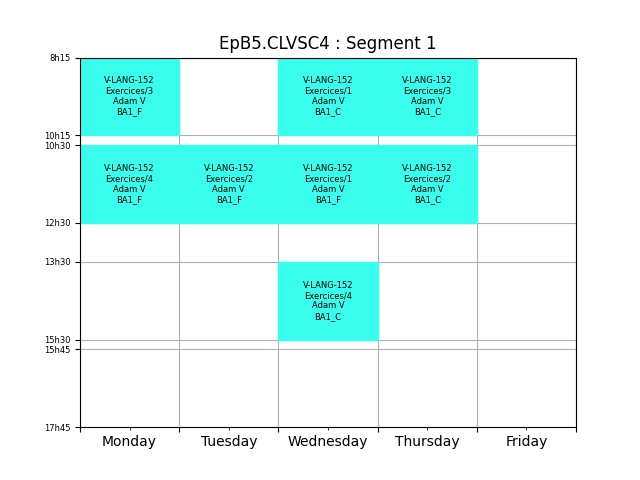 EpB5.CLVSC4 : Segment 1
8h15
V-LANG-152
Exercices/3
Adam V
BA1_F
V-LANG-152
Exercices/1
Adam V
BA1_C
V-LANG-152
Exercices/3
Adam V
BA1_C
10h15
10h30
V-LANG-152
Exercices/4
Adam V
BA1_F
V-LANG-152
Exercices/2
Adam V
BA1_F
V-LANG-152
Exercices/1
Adam V
BA1_F
V-LANG-152
Exercices/2
Adam V
BA1_C
12h30
13h30
V-LANG-152
Exercices/4
Adam V
BA1_C
15h30
15h45
17h45
Monday Tuesday Wednesday Thursday Friday